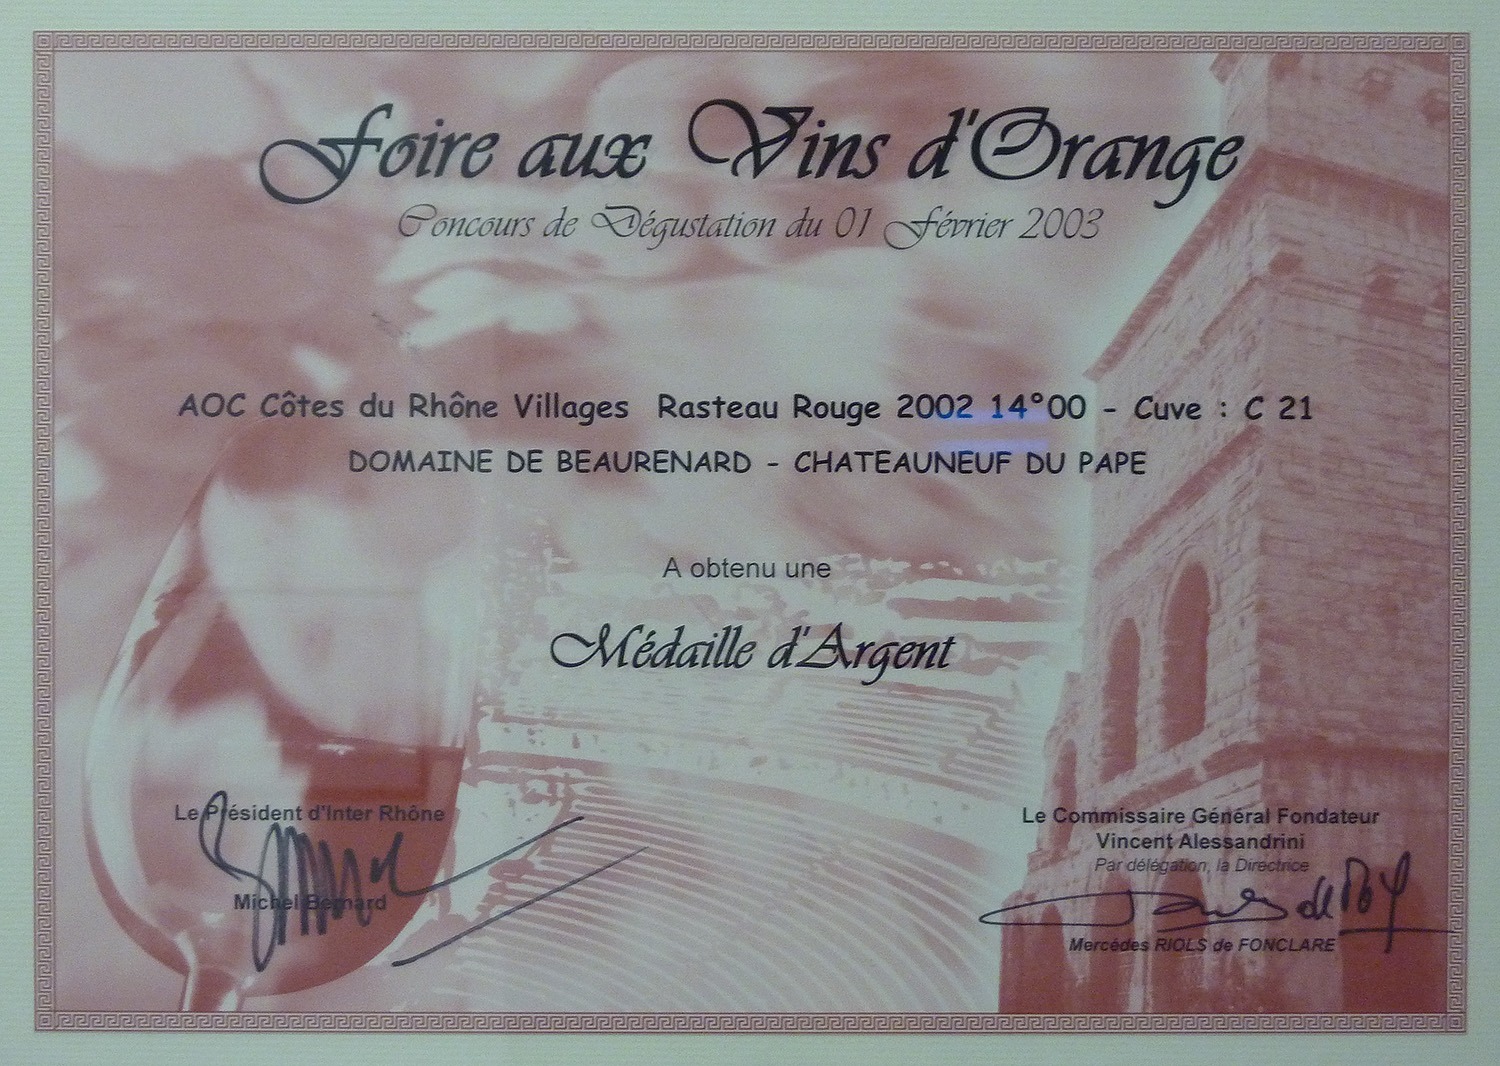 Foire aux Vins d'Orange
Concours de Dégustation du 01 Février 2003
AOC Côtes du Rhône Villages Rasteau Rouge 2002 14°00 - Cuve : C 21
DOMAINE DE BEAURENARD - CHATEAUNEUF DU PAPE
A obtenu une
Médaille d'Argent
Le Président d'Inter Rhône
Michel Bernard
Le Commissaire Général Fondateur
Vincent Alessandrini
Par délégation, la Directrice
Mercédes RIOLS de FONCLARE